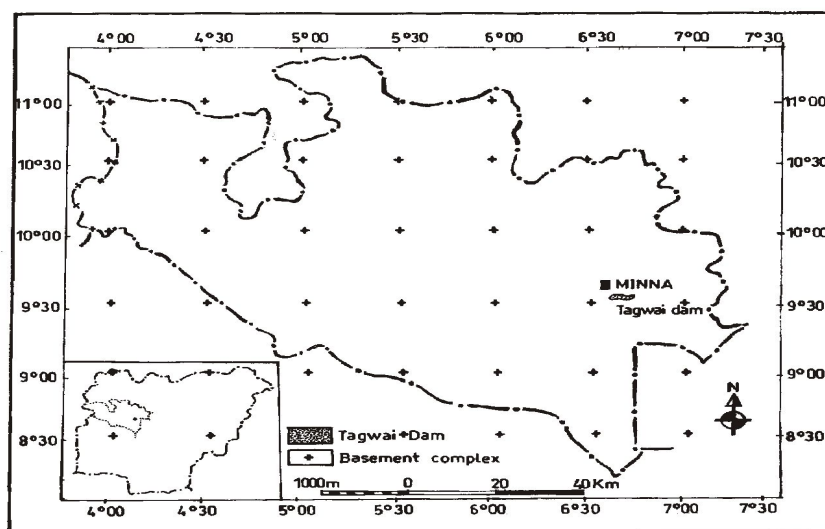 4°00 4°30 5°00 5°30 6°00 6°30 7°00 7°30
11°00 11°00
10°30 10°30
10°00 10°00
MINNA
9°30 Tagwai dam 9°30
9°00 9°00
N
8°30 8°30
Tagwai Dam
Basement complex
1000m 0 20 40 Km
4°00 4°30 5°00 5°30 6°00 6°30 7°00 7°30